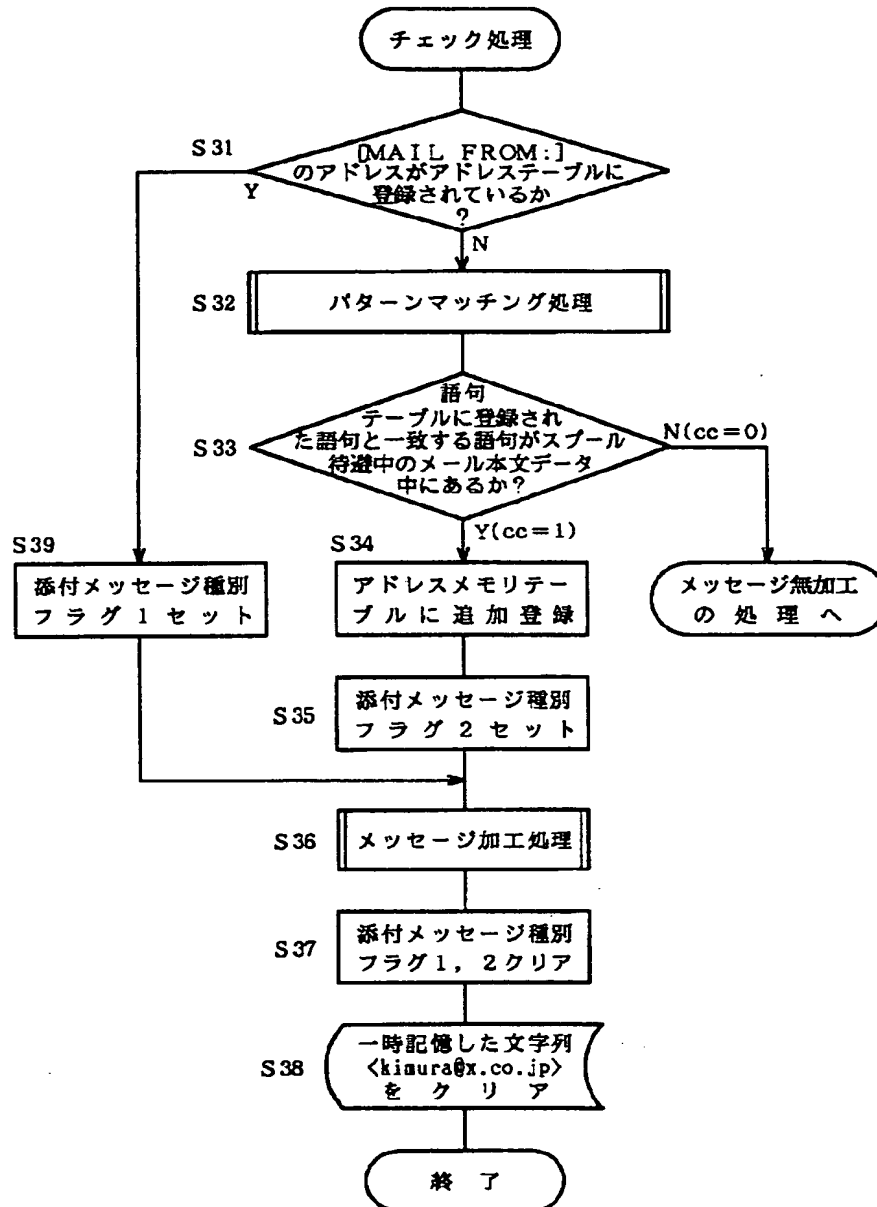 チェック処理
S31
[MAIL FROM:]
のアドレスがアドレステーブルに
登録されているか
?
Y
N
S32
パターンマッチング処理
S33
語句
テーブルに登録され
た語句と一致する語句がスプール
待避中のメール本文データ
中にあるか?
N(cc=0)
Y(cc=1)
S39
添付メッセージ種別
フラグ1セット
S34
アドレスメモリテー
ブルに追加登録
メッセージ無加工
の処理へ
S35
添付メッセージ種別
フラグ2セット
S36
メッセージ加工処理
S37
添付メッセージ種別
フラグ1,2クリア
S38
一時記憶した文字列
<kimura@x.co.jp>
をクリア
終了